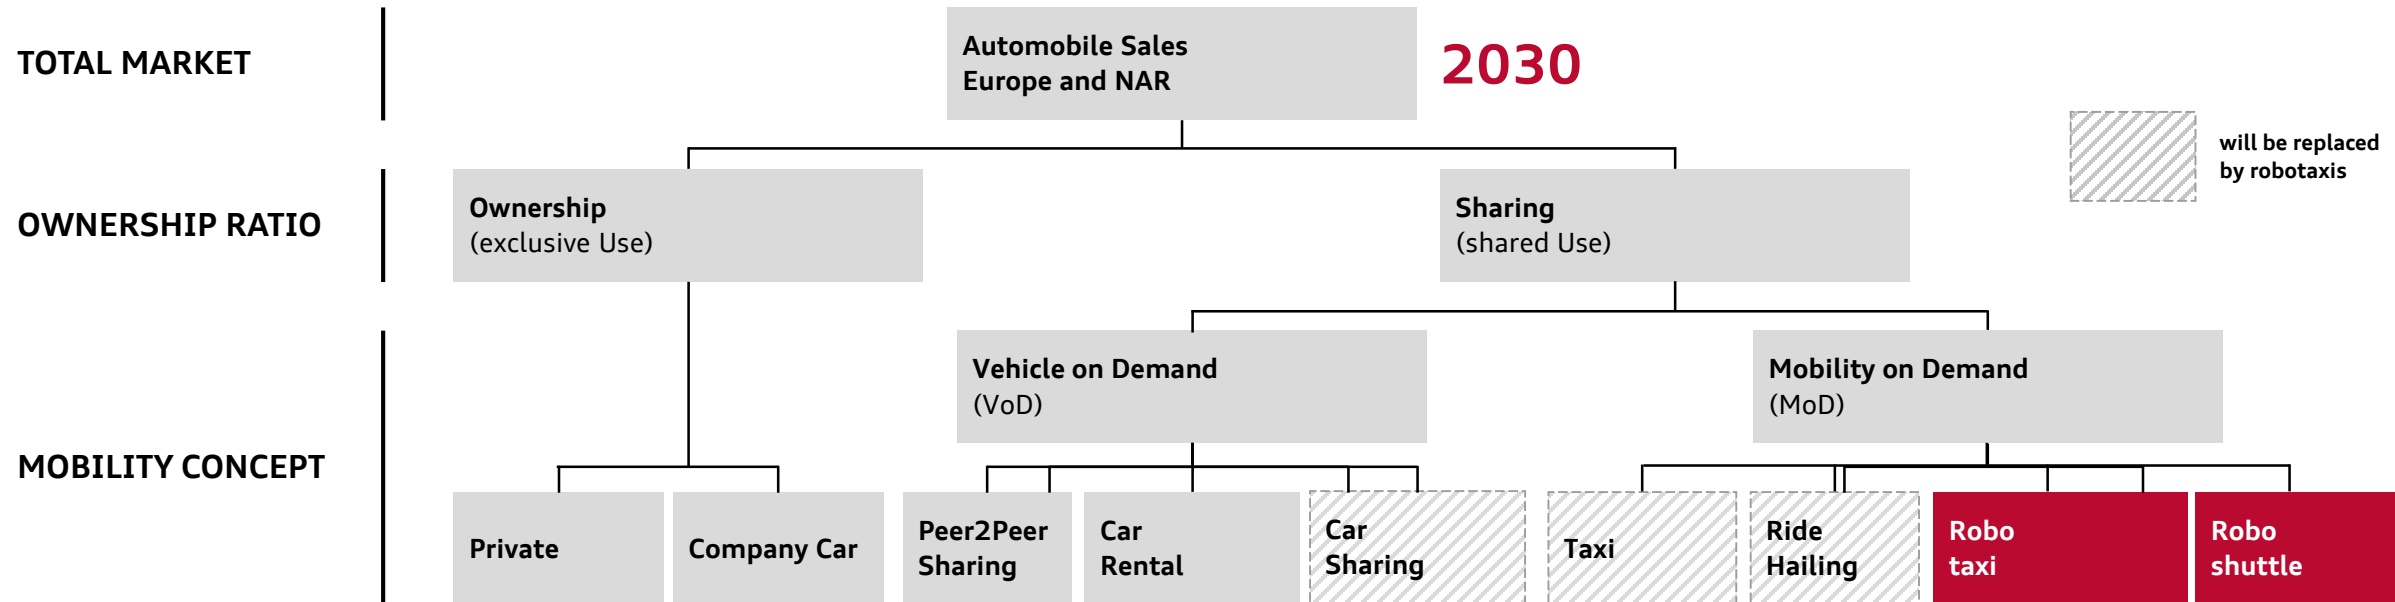 TOTAL MARKET
Automobile Sales
Europe and NAR
2030
will be replaced
by robotaxis
OWNERSHIP RATIO
Ownership
(exclusive Use)
Sharing
(shared Use)
MOBILITY CONCEPT
Vehicle on Demand
(VoD)
Mobility on Demand
(MoD)
Private
Company Car
Peer2Peer
Sharing
Car
Rental
Car
Sharing
Taxi
Ride
Hailing
Robo
taxi
Robo
shuttle